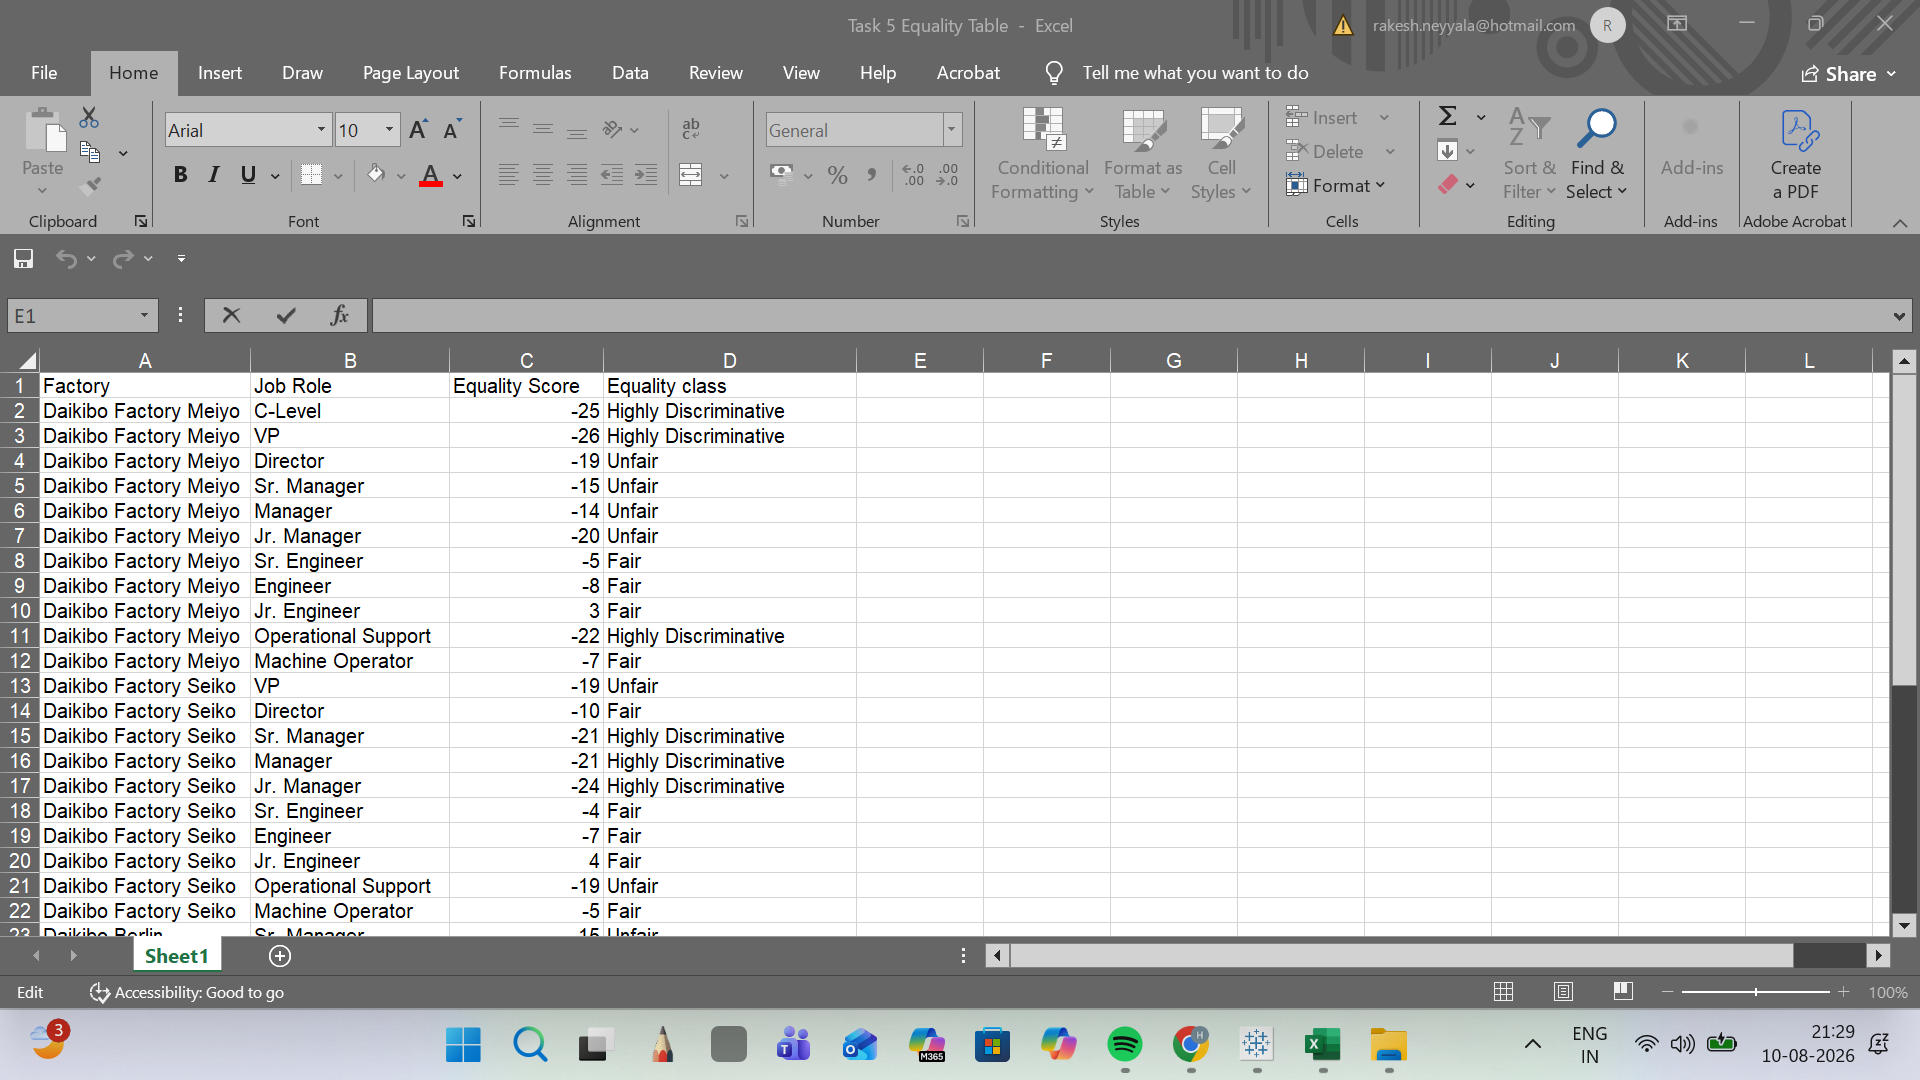 Task 5 Equality Table - Excel
rakesh.neyyala@hotmail.com
R
File Home Insert Draw Page Layout Formulas Data Review View Help Acrobat Tell me what you want to do Share
Paste
Clipboard
Arial 10
B I U A
Font
ab
c
Alignment
General
% , .00 .0
Number
Conditional Formatting
Format as Table
Cell Styles
Styles
Insert
Delete
Format
Cells
Σ
Sort & Filter
Find & Select
Editing
Add-ins
Add-ins
Create a PDF
Adobe Acrobat
E1
fx
A B C D E F G H I J K L
1 Factory Job Role Equality Score Equality class
2 Daikibo Factory Meiyo C-Level -25 Highly Discriminative
3 Daikibo Factory Meiyo VP -26 Highly Discriminative
4 Daikibo Factory Meiyo Director -19 Unfair
5 Daikibo Factory Meiyo Sr. Manager -15 Unfair
6 Daikibo Factory Meiyo Manager -14 Unfair
7 Daikibo Factory Meiyo Jr. Manager -20 Unfair
8 Daikibo Factory Meiyo Sr. Engineer -5 Fair
9 Daikibo Factory Meiyo Engineer -8 Fair
10 Daikibo Factory Meiyo Jr. Engineer 3 Fair
11 Daikibo Factory Meiyo Operational Support -22 Highly Discriminative
12 Daikibo Factory Meiyo Machine Operator -7 Fair
13 Daikibo Factory Seiko VP -19 Unfair
14 Daikibo Factory Seiko Director -10 Fair
15 Daikibo Factory Seiko Sr. Manager -21 Highly Discriminative
16 Daikibo Factory Seiko Manager -21 Highly Discriminative
17 Daikibo Factory Seiko Jr. Manager -24 Highly Discriminative
18 Daikibo Factory Seiko Sr. Engineer -4 Fair
19 Daikibo Factory Seiko Engineer -7 Fair
20 Daikibo Factory Seiko Jr. Engineer 4 Fair
21 Daikibo Factory Seiko Operational Support -19 Unfair
22 Daikibo Factory Seiko Machine Operator -5 Fair
23 Daikibo Berlin Sr. Manager 15 Unfair
Sheet1
Edit Accessibility: Good to go 100%
3
M365
ENG
IN
21:29
10-08-2026